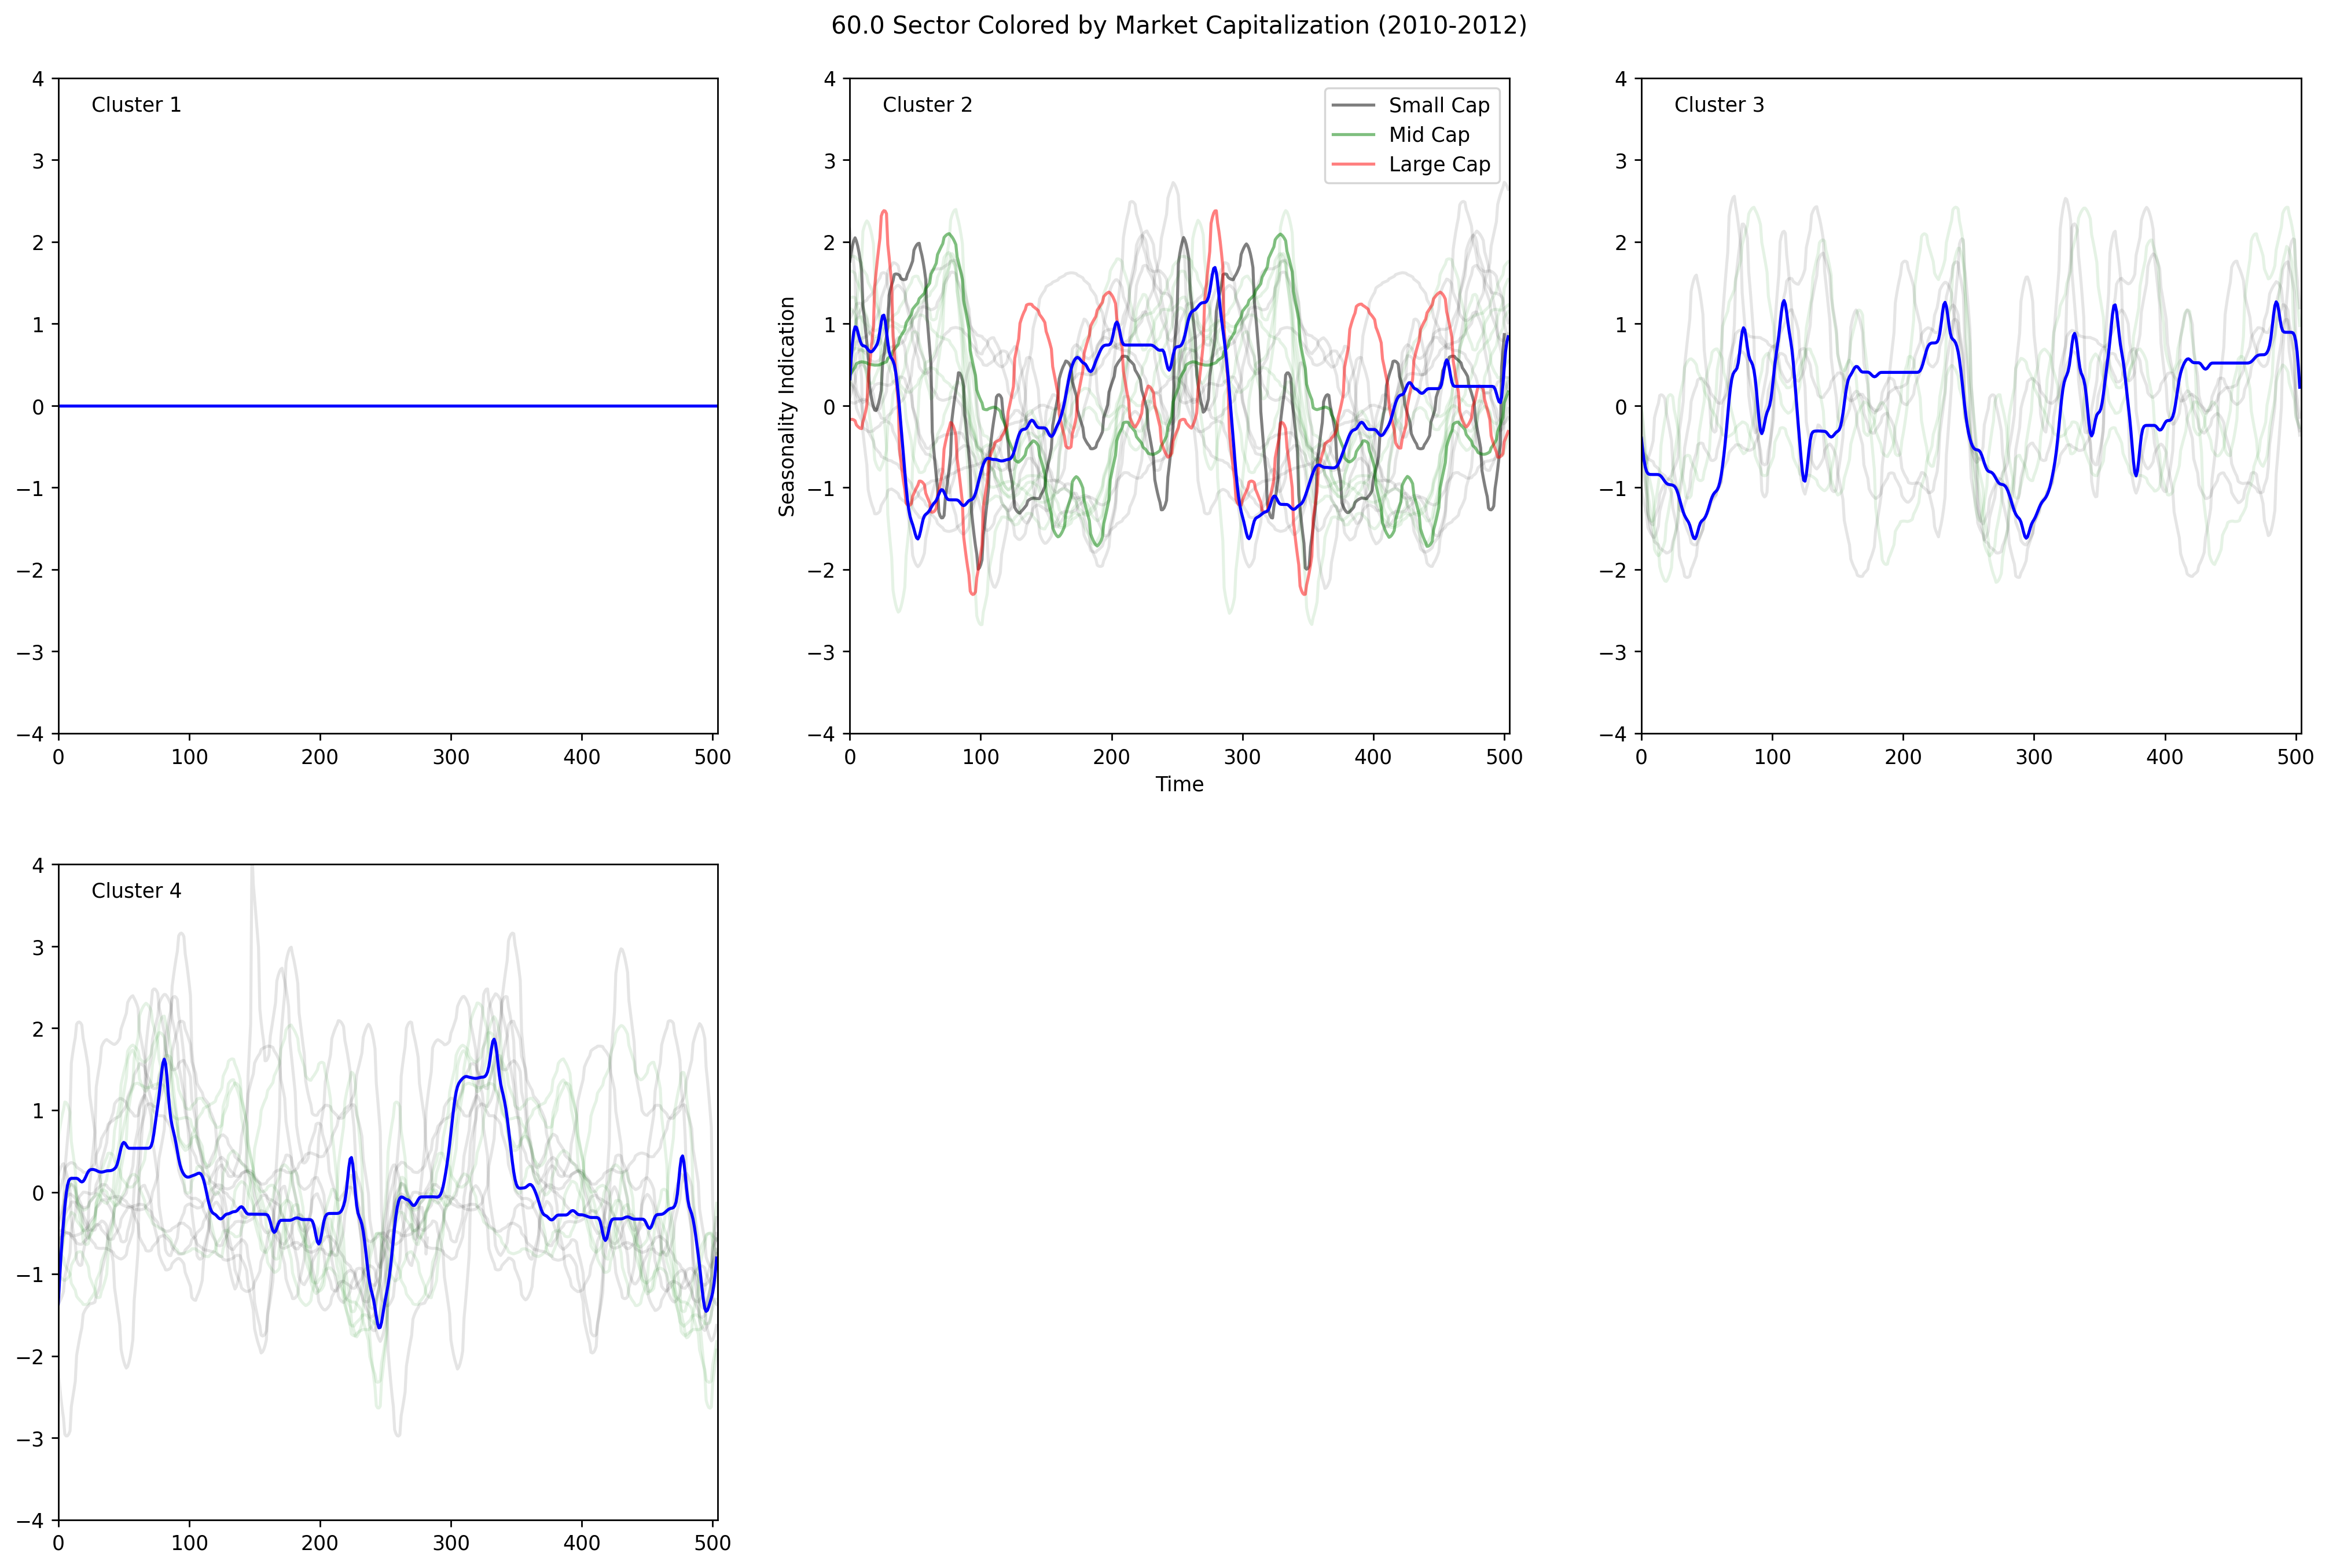 60.0 Sector Colored by Market Capitalization (2010-2012)
Cluster 1
4
3
2
1
0
−1
−2
−3
−4
0 100 200 300 400 500
Cluster 2
Small Cap
Mid Cap
Large Cap
Seasonality Indication
4
3
2
1
0
−1
−2
−3
−4
0 100 200 300 400 500
Time
Cluster 3
4
3
2
1
0
−1
−2
−3
−4
0 100 200 300 400 500
Cluster 4
4
3
2
1
0
−1
−2
−3
−4
0 100 200 300 400 500